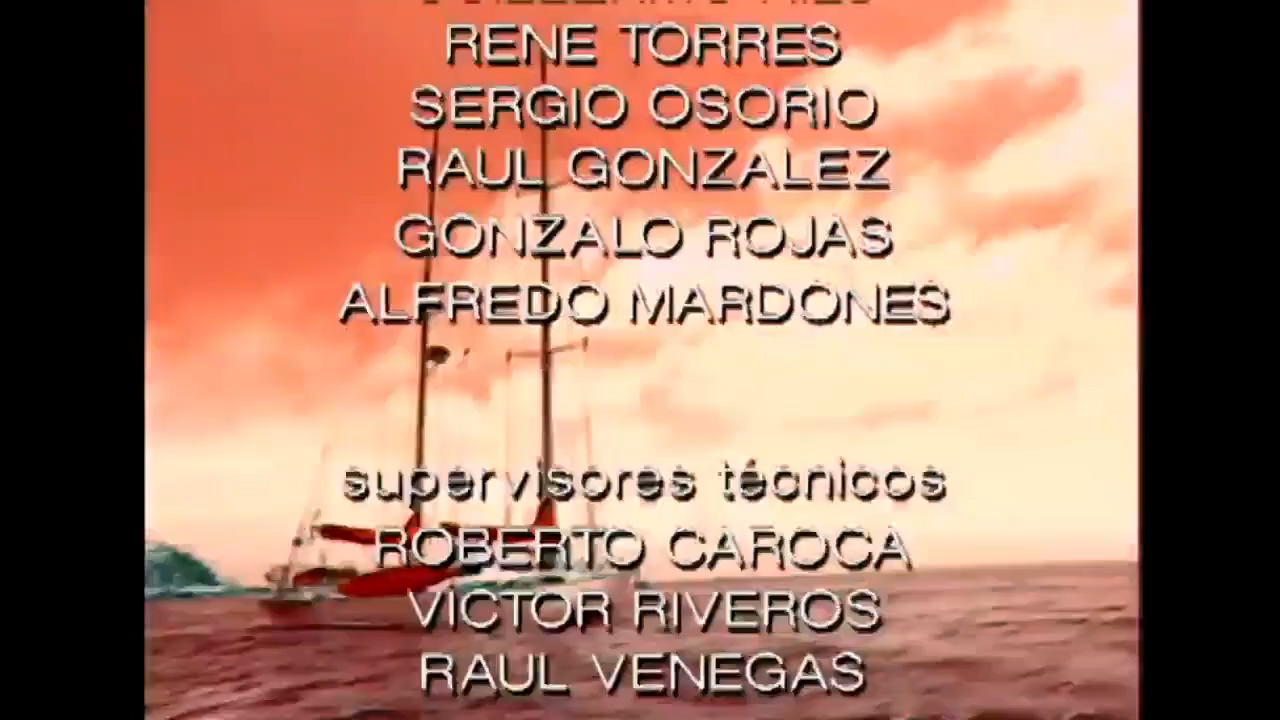 RENE TORRES
SERGIO OSORIO
RAUL GONZALEZ
GONZALO ROJAS
ALFREDO MARDONES
supervisores técnicos
ROBERTO CAROCA
VICTOR RIVEROS
RAUL VENEGAS